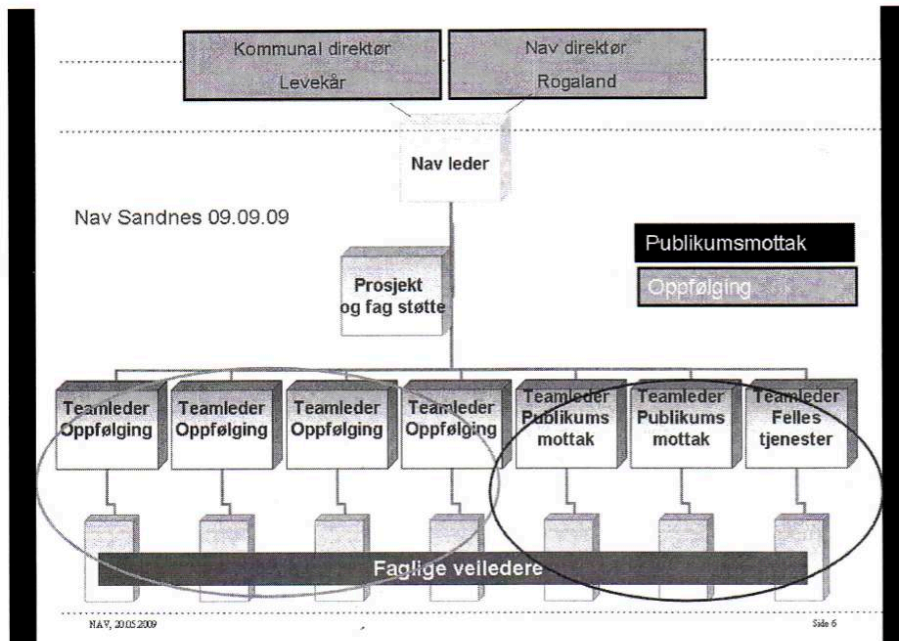 Kommunal direktør
Levekår
Nav direktør
Rogaland
Nav leder
Nav Sandnes 09.09.09
Publikumsmottak
Oppfølging
Prosjekt
og fag støtte
Teamleder
Oppfølging
Teamleder
Oppfølging
Teamleder
Oppfølging
Teamleder
Oppfølging
Teamleder
Publikums
mottak
Teamleder
Publikums
mottak
Teamleder
Felles
tjenester
Faglige veiledere
NAV, 20.05.2009
Side 6